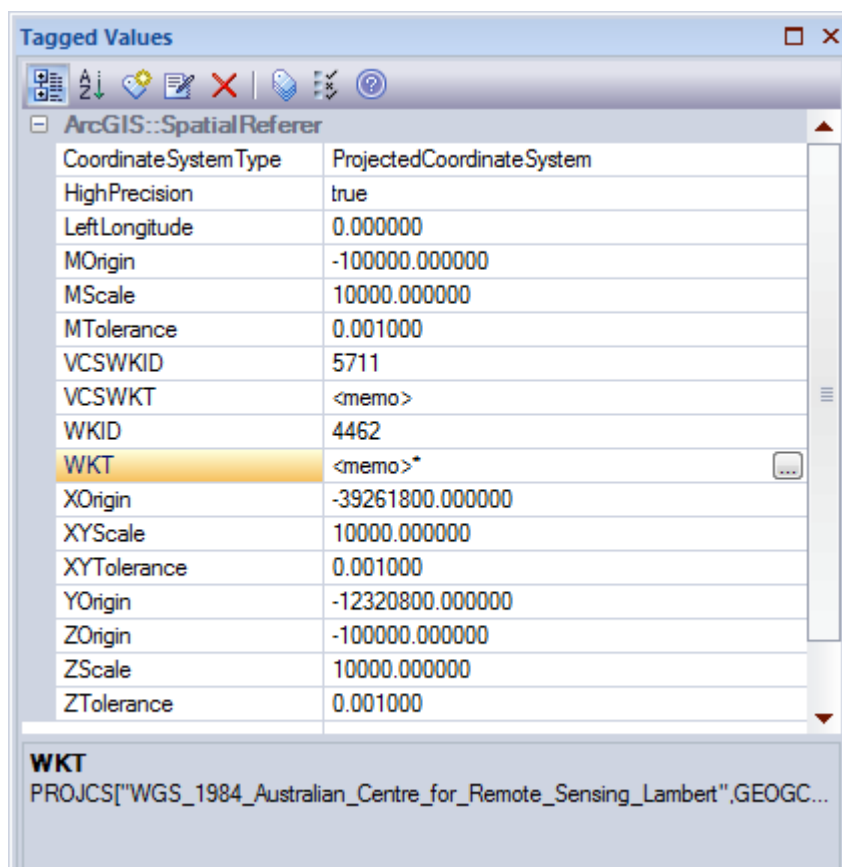 Tagged Values
ArcGIS::SpatialReferer
CoordinateSystemType ProjectedCoordinateSystem
HighPrecision true
LeftLongitude 0.000000
MOrigin -100000.000000
MScale 10000.000000
MTolerance 0.001000
VCSWKID 5711
VCSWKT <memo>
WKID 4462
WKT <memo>* ...
XOrigin -39261800.000000
XYScale 10000.000000
XYTolerance 0.001000
YOrigin -12320800.000000
ZOrigin -100000.000000
ZScale 10000.000000
ZTolerance 0.001000
WKT
PROJCS["WGS_1984_Australian_Centre_for_Remote_Sensing_Lambert",GEOGC...